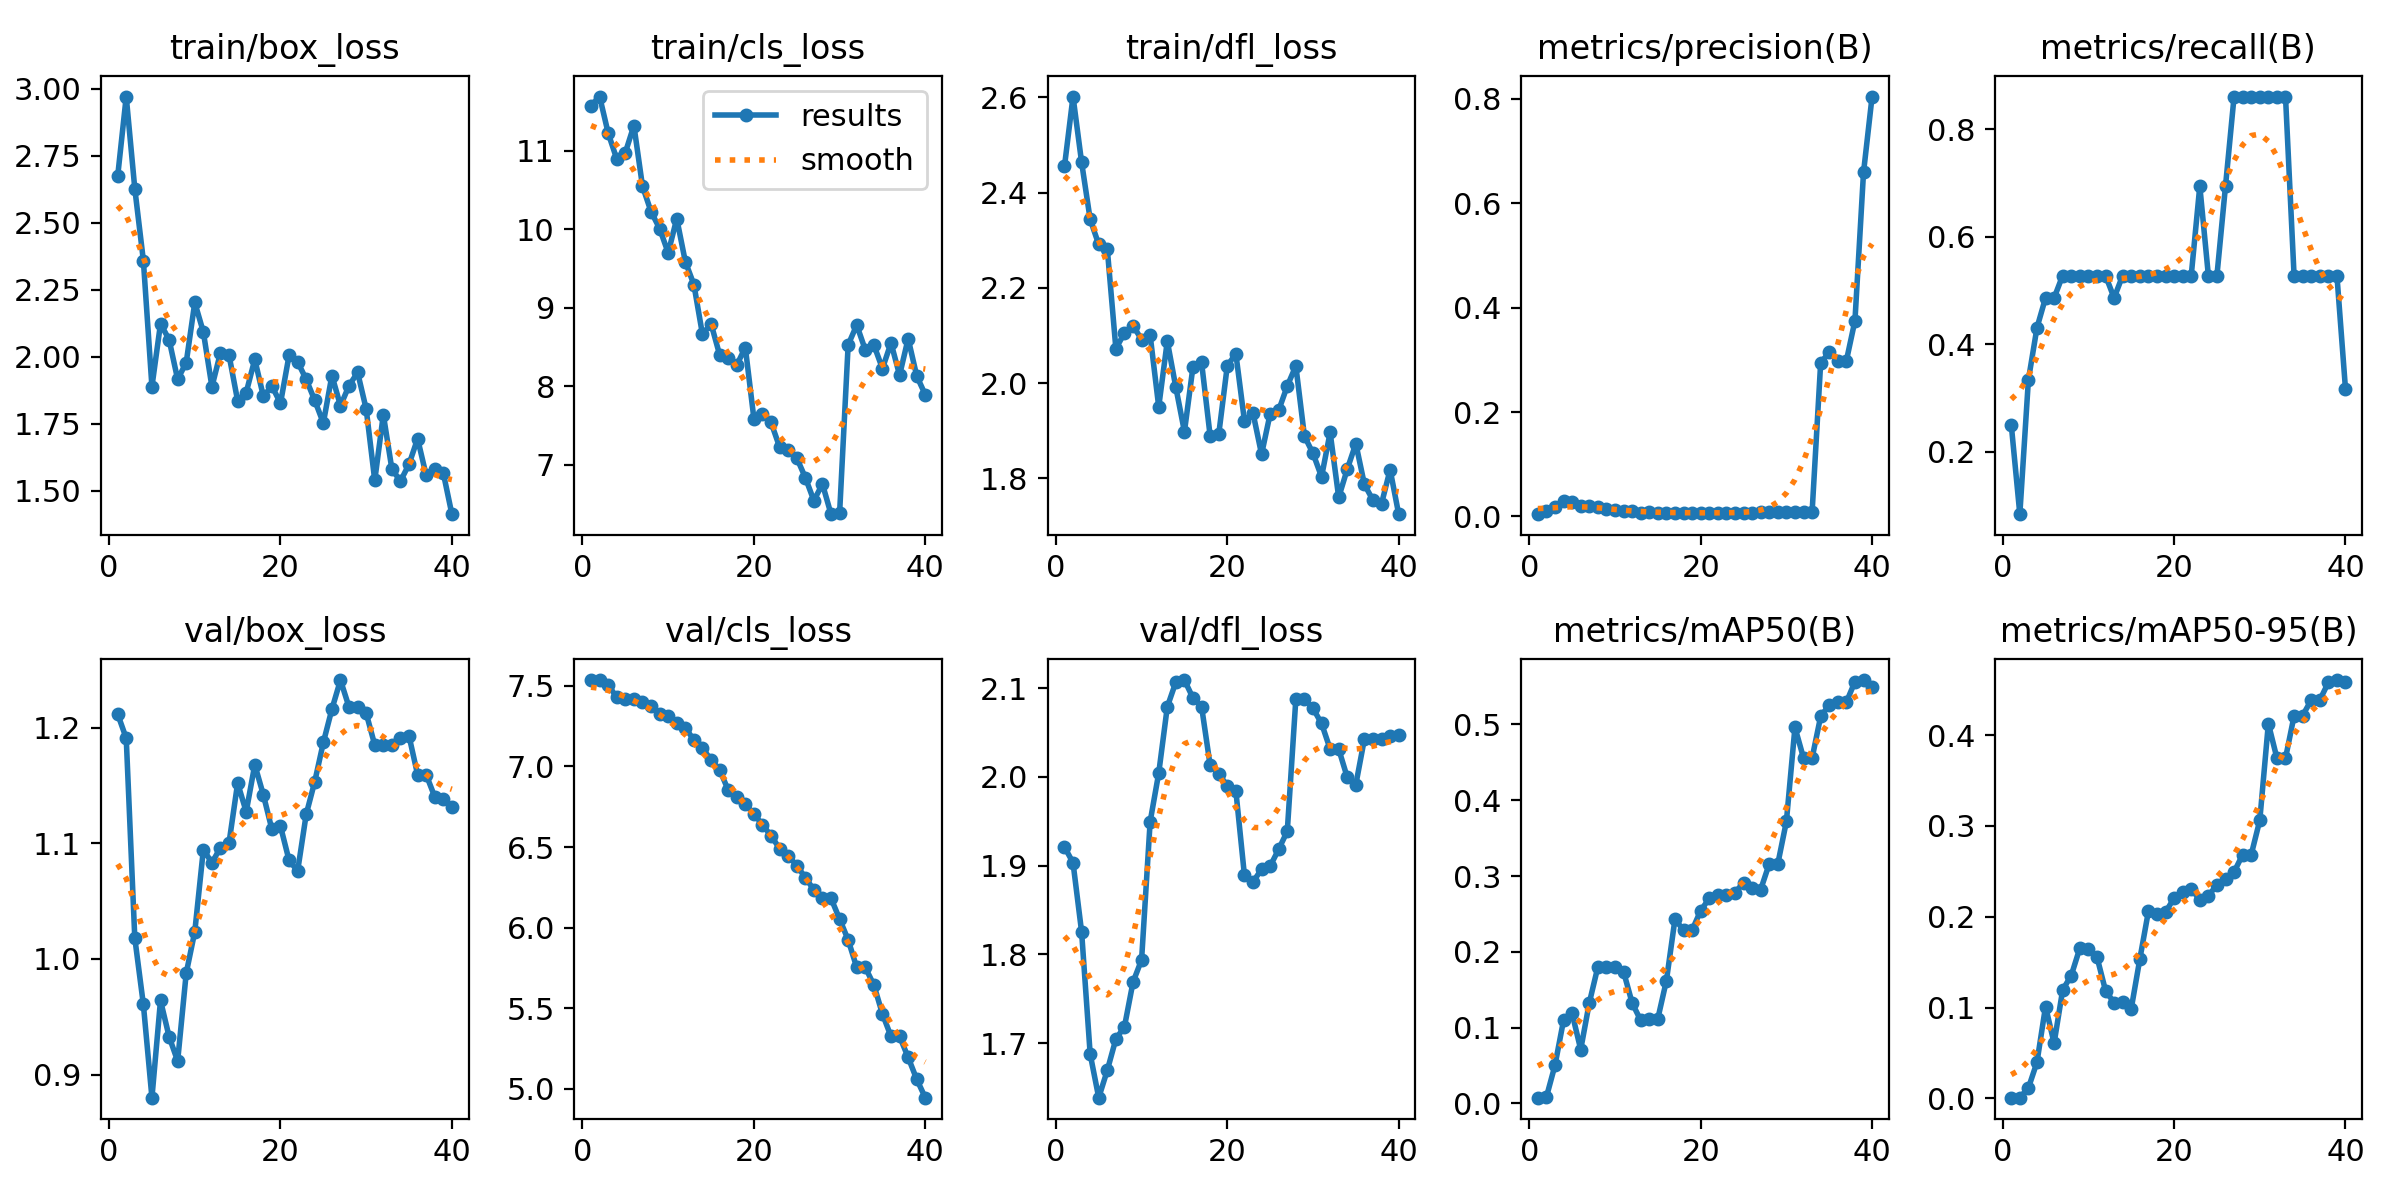 train/box_loss
3.00
2.75
2.50
2.25
2.00
1.75
1.50
0 20 40
train/cls_loss
results
smooth
11
10
9
8
7
0 20 40
train/dfl_loss
2.6
2.4
2.2
2.0
1.8
0 20 40
metrics/precision(B)
0.8
0.6
0.4
0.2
0.0
0 20 40
metrics/recall(B)
0.8
0.6
0.4
0.2
0 20 40
val/box_loss
1.2
1.1
1.0
0.9
0 20 40
val/cls_loss
7.5
7.0
6.5
6.0
5.5
5.0
0 20 40
val/dfl_loss
2.1
2.0
1.9
1.8
1.7
0 20 40
metrics/mAP50(B)
0.5
0.4
0.3
0.2
0.1
0.0
0 20 40
metrics/mAP50-95(B)
0.4
0.3
0.2
0.1
0.0
0 20 40